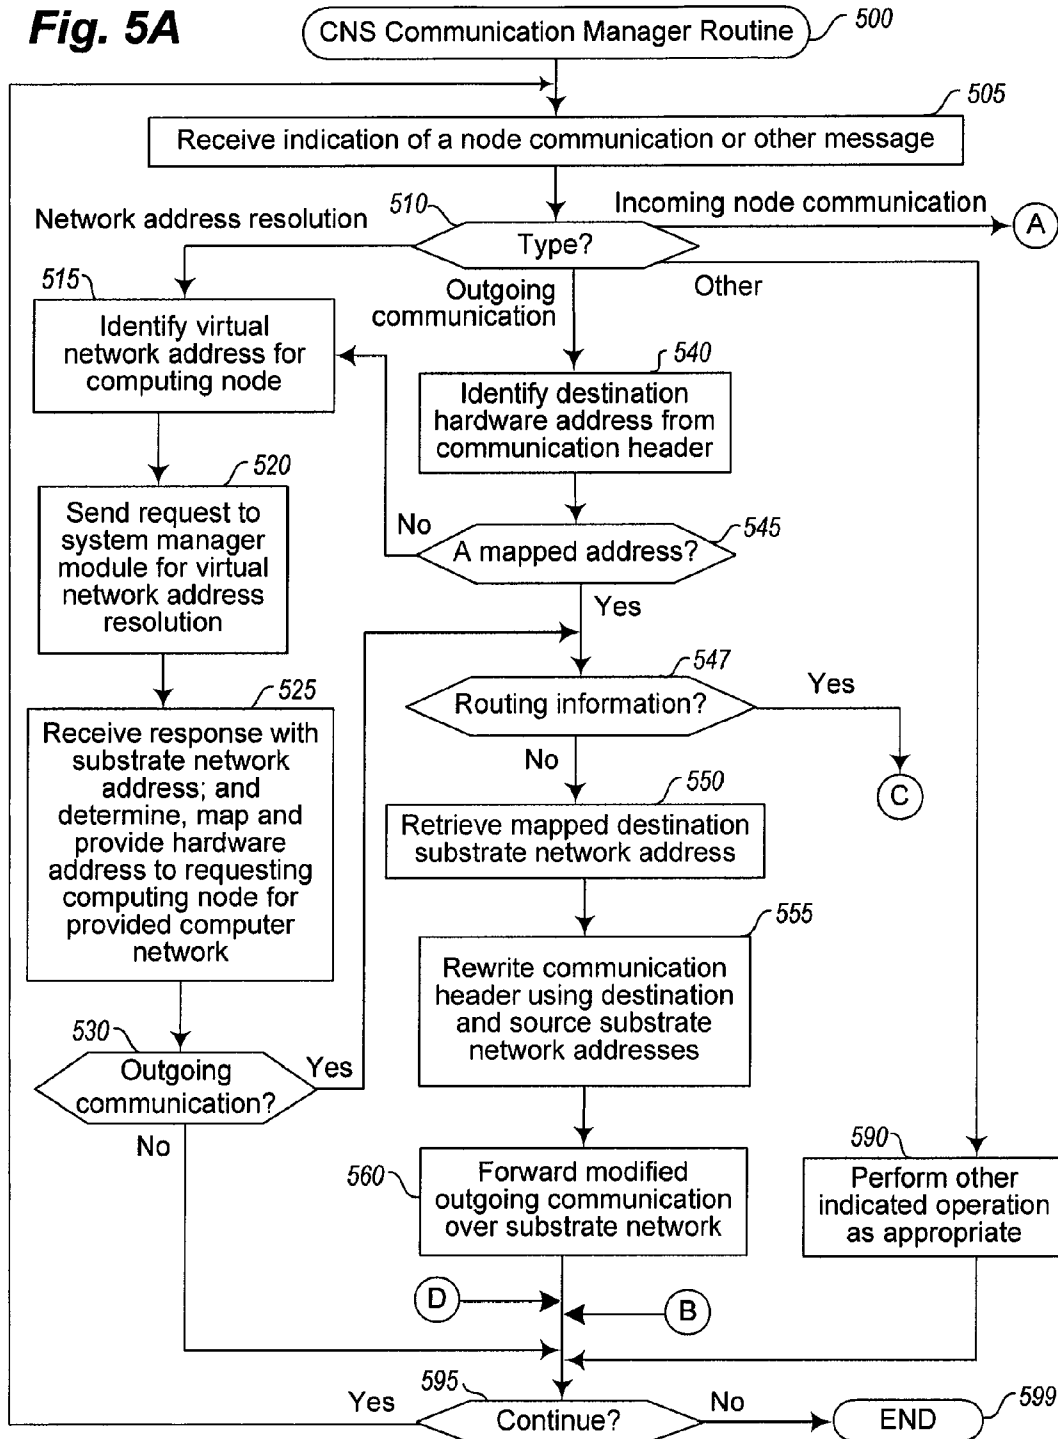 Fig. 5A
CNS Communication Manager Routine
500
505
Receive indication of a node communication or other message
Network address resolution
510
Type?
Incoming node communication
A
Outgoing
communication
Other
515
Identify virtual
network address for
computing node
540
Identify destination
hardware address from
communication header
520
Send request to
system manager
module for virtual
network address
resolution
No
A mapped address?
545
Yes
547
Routing information?
Yes
No
C
525
Receive response with
substrate network
address; and
determine, map and
provide hardware
address to requesting
computing node for
provided computer
network
550
Retrieve mapped destination
substrate network address
555
Rewrite communication
header using destination
and source substrate
network addresses
530
Outgoing
communication?
Yes
No
560
Forward modified
outgoing communication
over substrate network
590
Perform other
indicated operation
as appropriate
D
B
595
Yes
Continue?
No
END
599